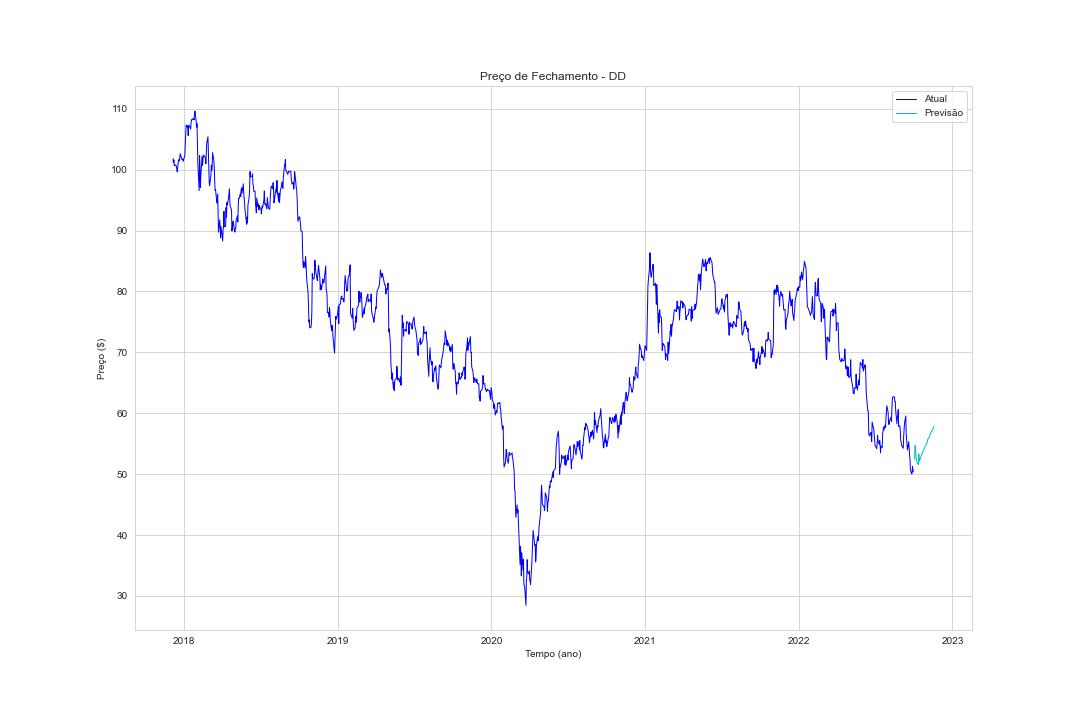 Preço de Fechamento - DD
Atual
Previsão
110
100
90
80
70
60
50
40
30
Preço ($)
2018 2019 2020 2021 2022 2023
Tempo (ano)